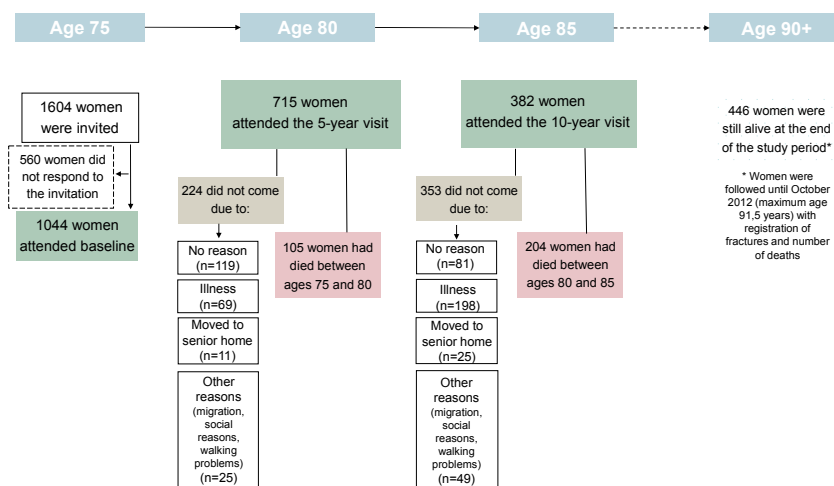 Age 75
Age 80
Age 85
Age 90+
1604 women
were invited
560 women did
not respond to
the invitation
1044 women
attended baseline
715 women
attended the 5-year visit
224 did not come
due to:
No reason
(n=119)
Illness
(n=69)
Moved to
senior home
(n=11)
Other
reasons
(migration,
social
reasons,
walking
problems)
(n=25)
105 women had
died between
ages 75 and 80
382 women
attended the 10-year visit
353 did not come
due to:
No reason
(n=81)
Illness
(n=198)
Moved to
senior home
(n=25)
Other
reasons
(migration,
social
reasons,
walking
problems)
(n=49)
204 women had
died between
ages 80 and 85
446 women were
still alive at the end
of the study period*
* Women were
followed until October
2012 (maximum age
91,5 years) with
registration of
fractures and number
of deaths